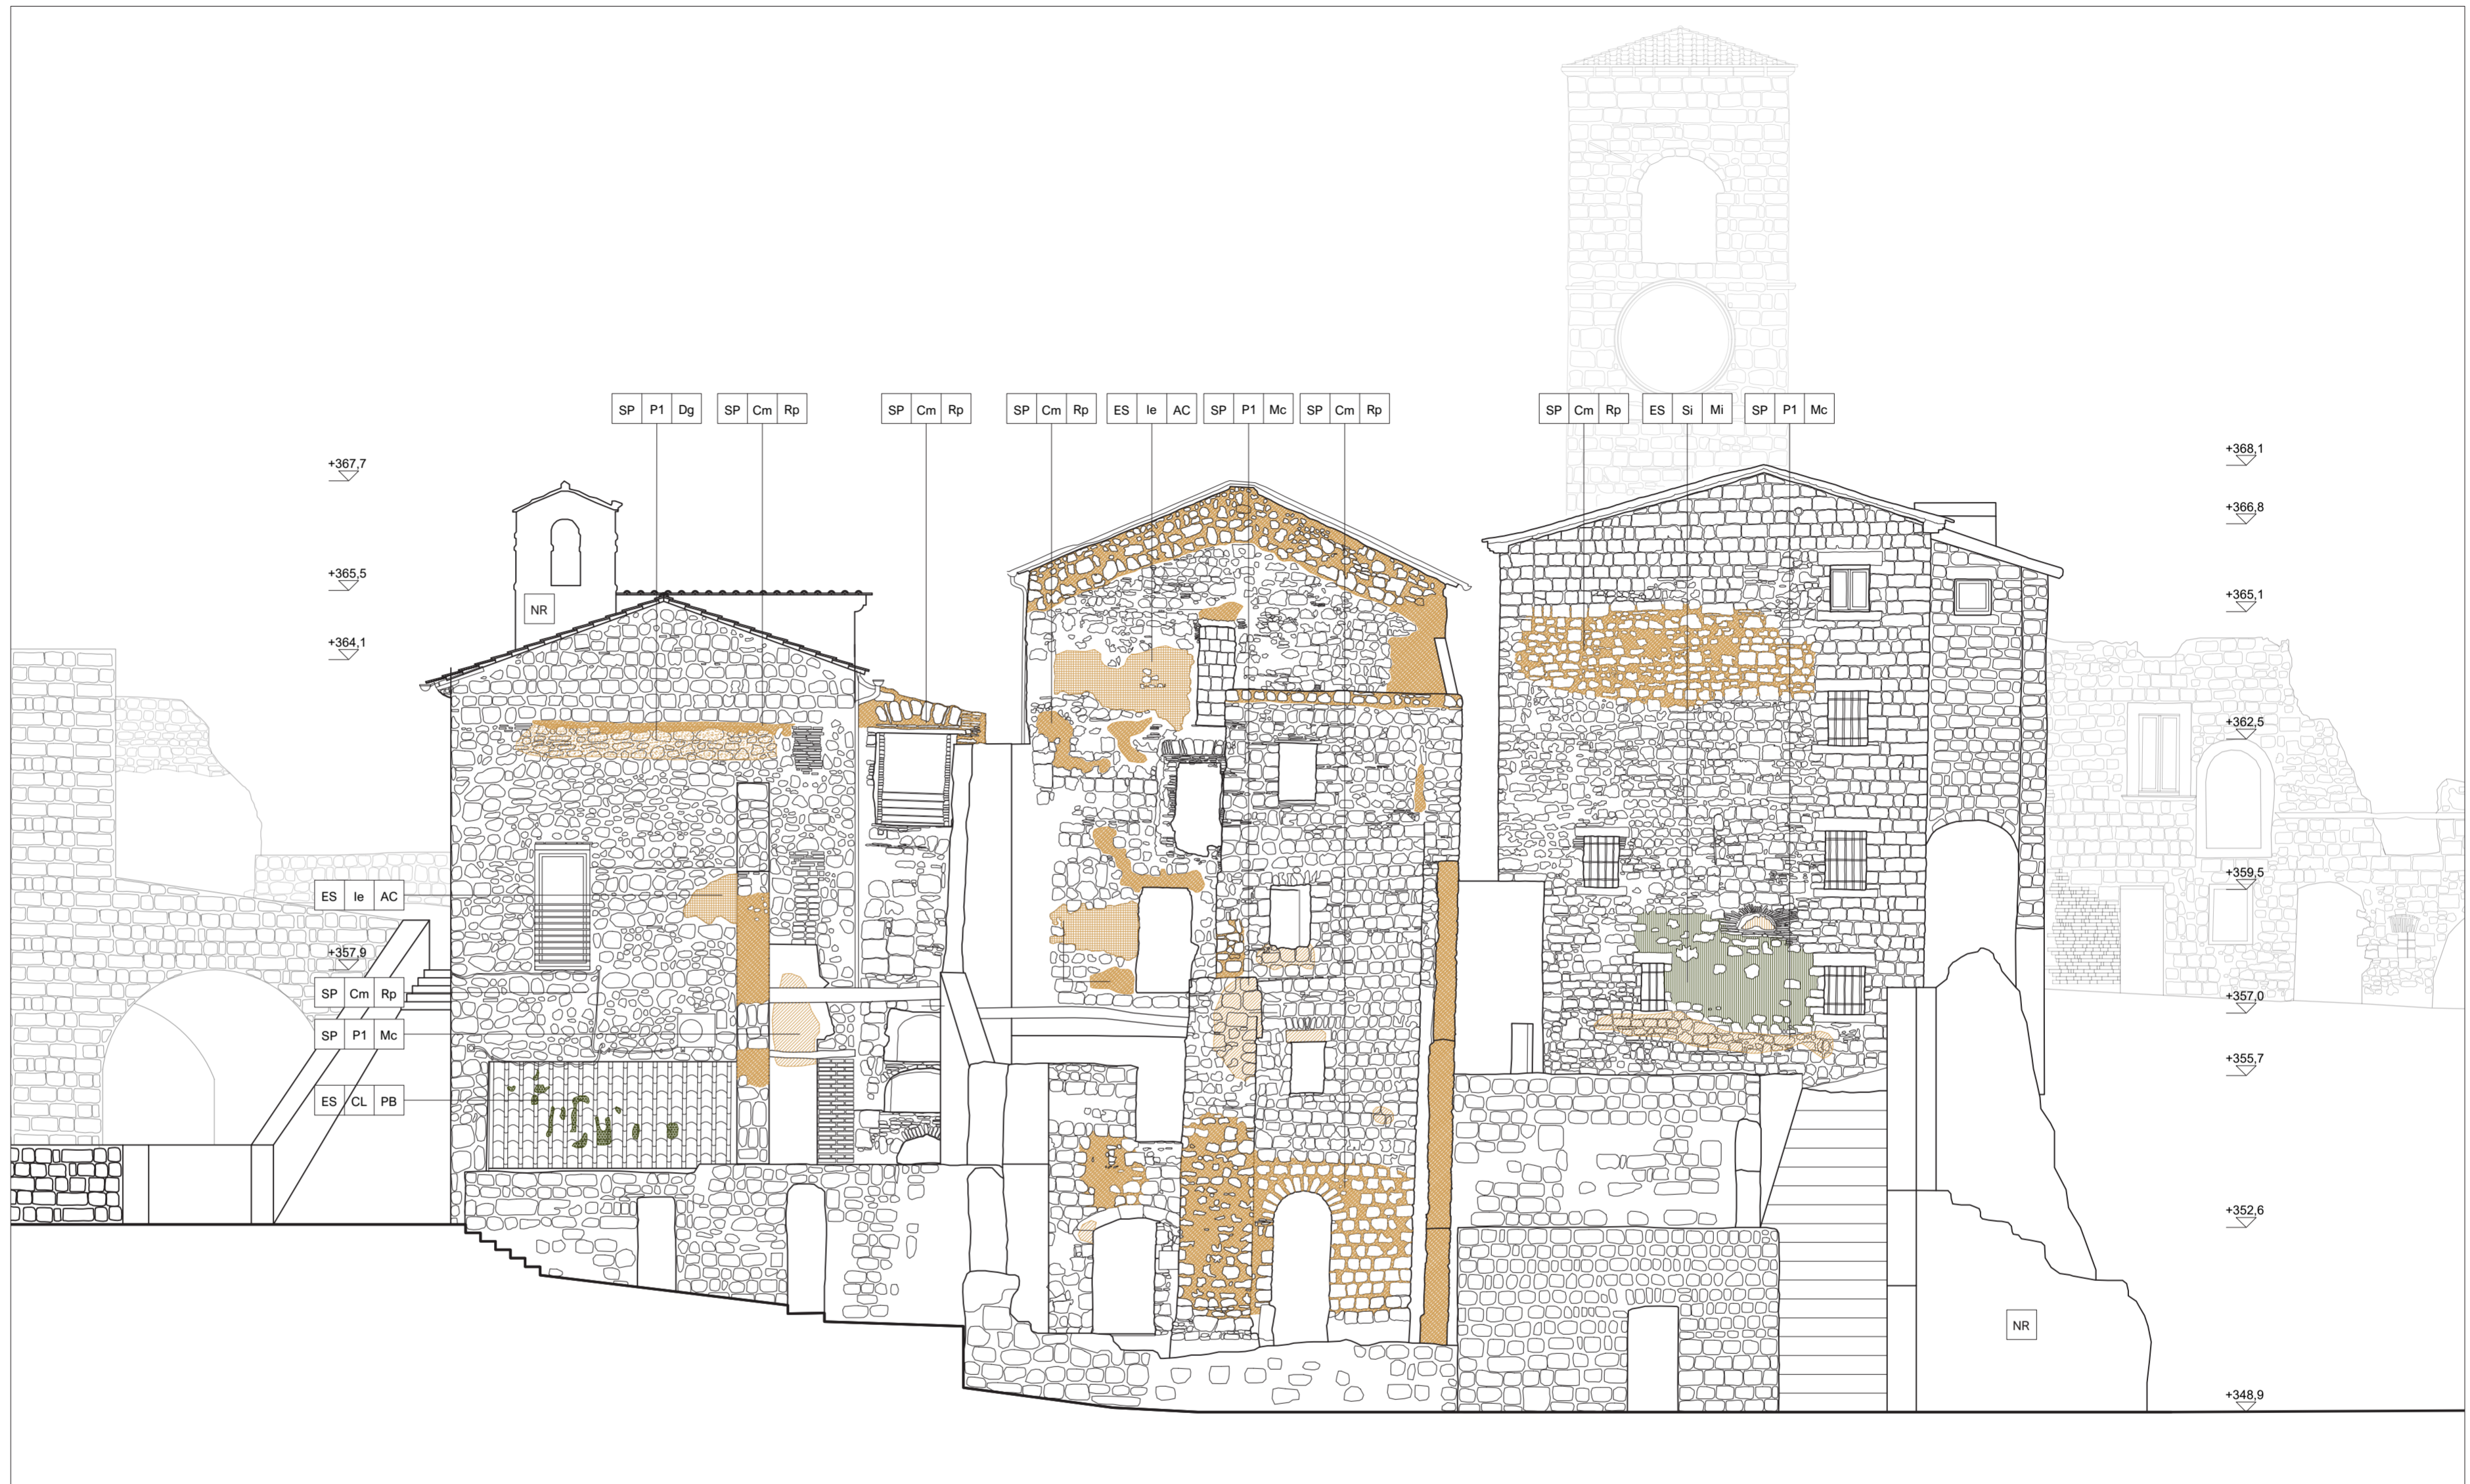 SP P1 Dg SP Cm Rp SP Cm Rp SP Cm Rp ES Ie AC SP P1 Mc SP Cm Rp SP Cm Rp ES Si Mi SP P1 Mc
+367,7
+368,1
+366,8
+365,5
+365,1
NR
+364,1
+362,5
+359,5
ES Ie AC
+357,9
SP Cm Rp
+357,0
SP P1 Mc
+355,7
ES CL PB
+352,6
NR
+348,9